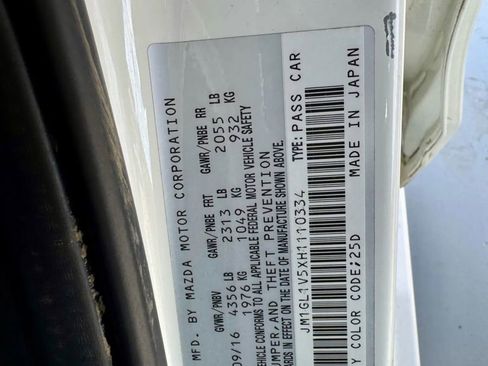 MFD. BY MAZDA MOTOR CORPORATION
GVWR/PNBV GAWR/PNBE FRT GAWR/PNBE RR
09/16 4356 LB 2313 LB 2055 LB
1976 KG 1049 KG 932 KG
VEHICLE CONFORMS TO ALL APPLICABLE FEDERAL MOTOR VEHICLE SAFETY
BUMPER, AND THEFT PREVENTION
ARDS IN EFFECT ON THE DATE OF MANUFACTURE SHOWN ABOVE.
JM1GL1V5XH1110334 TYPE: PASS CAR
Y COLOR CODE;25D MADE IN JAPAN